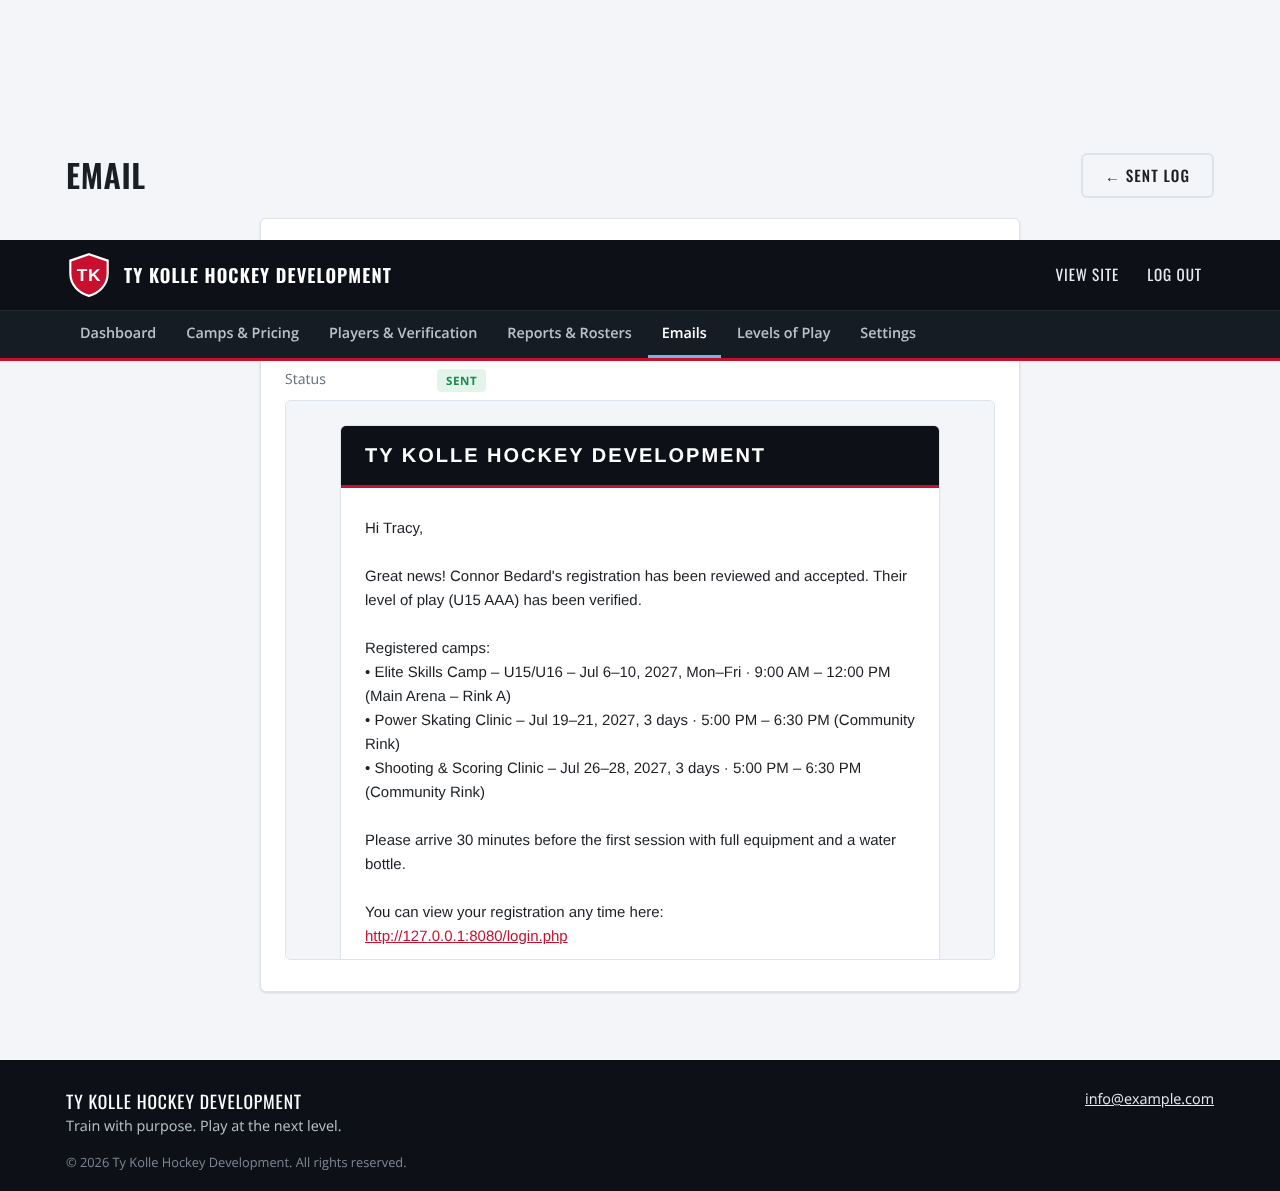 EMAIL
← SENT LOG
TK
TY KOLLE HOCKEY DEVELOPMENT
VIEW SITE
LOG OUT
Dashboard
Camps & Pricing
Players & Verification
Reports & Rosters
Emails
Levels of Play
Settings
Status
SENT
TY KOLLE HOCKEY DEVELOPMENT
Hi Tracy,
Great news! Connor Bedard's registration has been reviewed and accepted. Their
level of play (U15 AAA) has been verified.
Registered camps:
• Elite Skills Camp – U15/U16 – Jul 6–10, 2027, Mon–Fri · 9:00 AM – 12:00 PM
(Main Arena – Rink A)
• Power Skating Clinic – Jul 19–21, 2027, 3 days · 5:00 PM – 6:30 PM (Community
Rink)
• Shooting & Scoring Clinic – Jul 26–28, 2027, 3 days · 5:00 PM – 6:30 PM
(Community Rink)
Please arrive 30 minutes before the first session with full equipment and a water
bottle.
You can view your registration any time here:
http://127.0.0.1:8080/login.php
TY KOLLE HOCKEY DEVELOPMENT
Train with purpose. Play at the next level.
info@example.com
© 2026 Ty Kolle Hockey Development. All rights reserved.